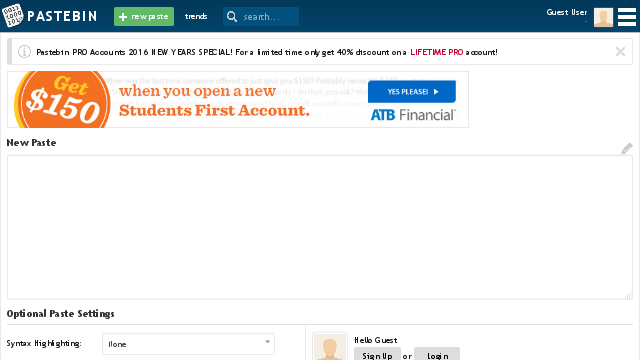 PASTEBIN
new paste
trends
search...
Guest User
Pastebin PRO Accounts 2016 NEW YEARS SPECIAL! For a limited time only get 40% discount on a LIFETIME PRO account!
Get
$150
when you open a new
Students First Account.
YES PLEASE!
ATB Financial
New Paste
Optional Paste Settings
Syntax Highlighting:
None
Hello Guest
Sign Up or Login